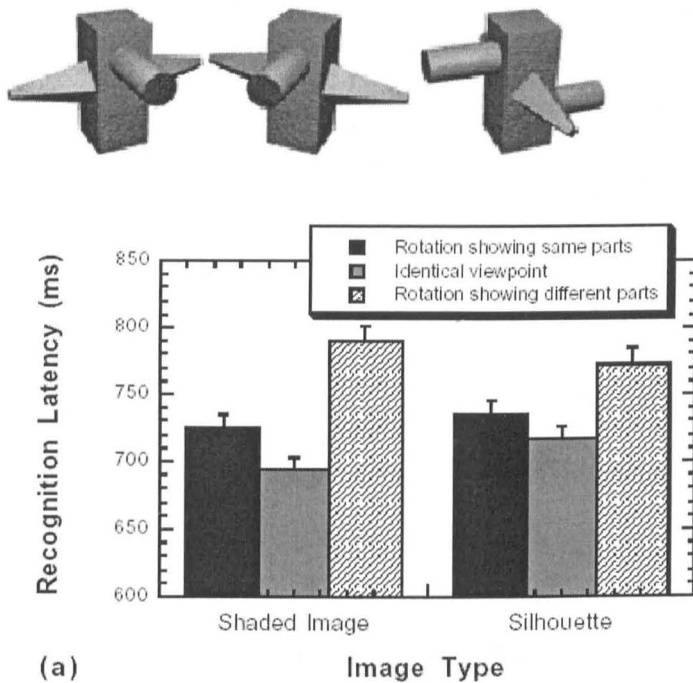 Rotation showing same parts
Identical viewpoint
Rotation showing different parts
850
800
750
700
650
600
Recognition Latency (ms)
Shaded Image
Silhouette
(a)
Image Type